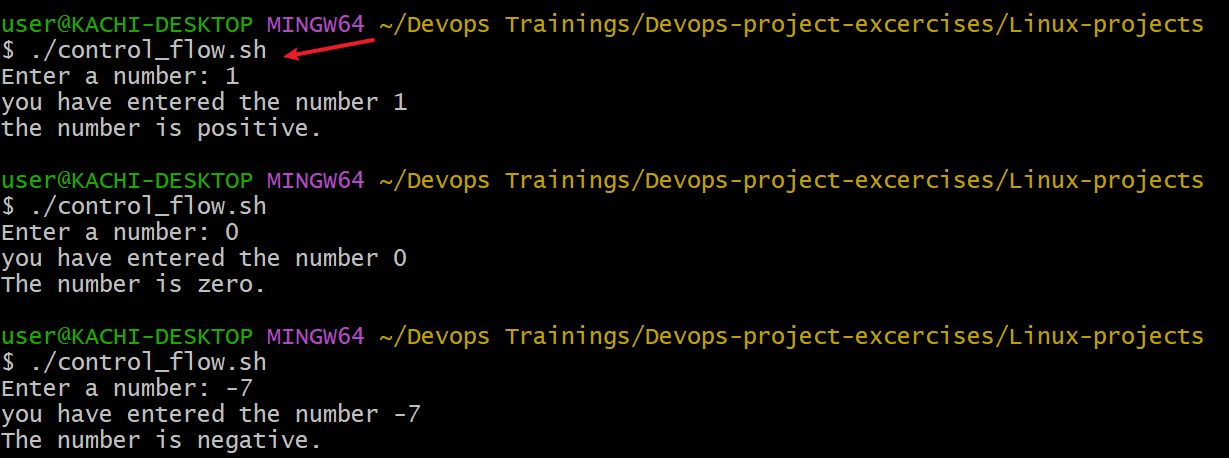 user@KACHI-DESKTOP MINGW64 ~/Devops Trainings/Devops-project-excercises/Linux-projects
$ ./control_flow.sh
Enter a number: 1
you have entered the number 1
the number is positive.
user@KACHI-DESKTOP MINGW64 ~/Devops Trainings/Devops-project-excercises/Linux-projects
$ ./control_flow.sh
Enter a number: 0
you have entered the number 0
The number is zero.
user@KACHI-DESKTOP MINGW64 ~/Devops Trainings/Devops-project-excercises/Linux-projects
$ ./control_flow.sh
Enter a number: -7
you have entered the number -7
The number is negative.